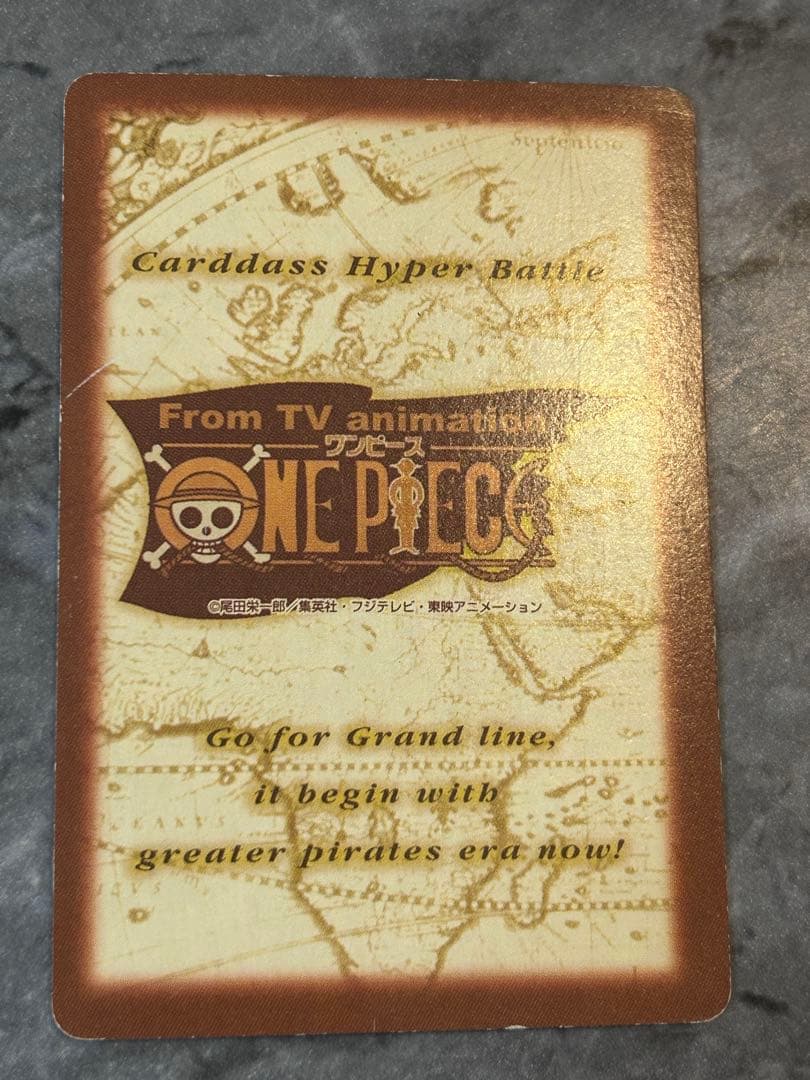 Septentrio
Carddass Hyper Battle
From TV animation
ワンピース
ONE PIECE
©尾田栄一郎／集英社・フジテレビ・東映アニメーション
Go for Grand line,
it begin with
greater pirates era now!